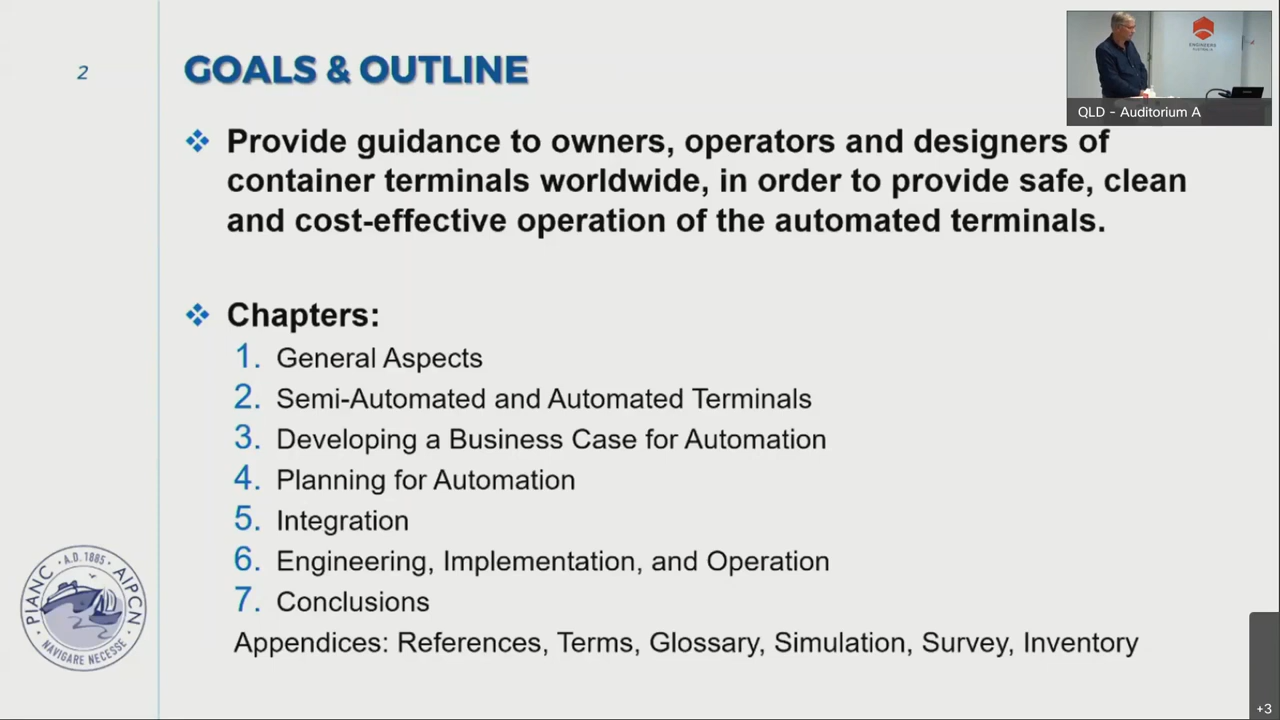 2
GOALS & OUTLINE
Provide guidance to owners, operators and designers of
container terminals worldwide, in order to provide safe, clean
and cost-effective operation of the automated terminals.
Chapters:
1. General Aspects
2. Semi-Automated and Automated Terminals
3. Developing a Business Case for Automation
4. Planning for Automation
5. Integration
6. Engineering, Implementation, and Operation
7. Conclusions
Appendices: References, Terms, Glossary, Simulation, Survey, Inventory
PIANC · A.D. 1885 · AIPCN
· NAVIGARE NECESSE ·
ENGINEERS
AUSTRALIA
QLD - Auditorium A
+3